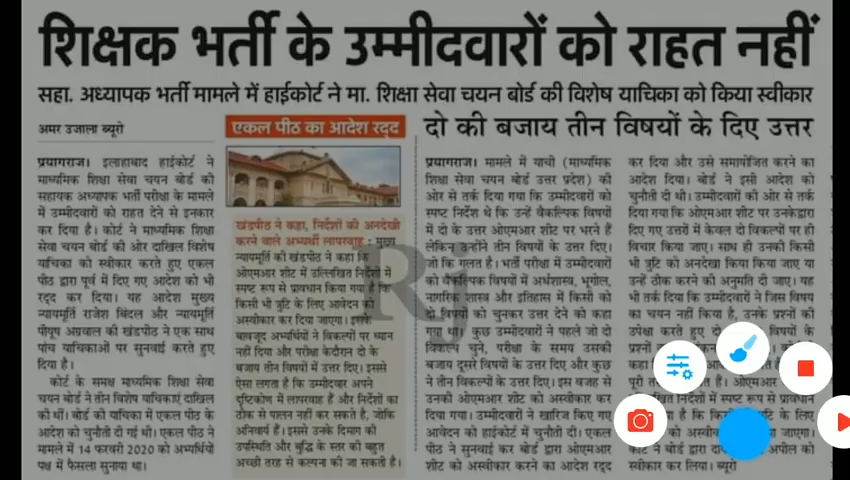 शिक्षक भर्ती के उम्मीदवारों को राहत नहीं
सहा. अध्यापक भर्ती मामले में हाईकोर्ट ने मा. शिक्षा सेवा चयन बोर्ड की विशेष याचिका को किया स्वीकार
अमर उजाला ब्यूरो
प्रयागराज। इलाहाबाद हाईकोर्ट ने
माध्यमिक शिक्षा सेवा चयन बोर्ड की
सहायक अध्यापक भर्ती परीक्षा के मामले
में उम्मीदवारों को राहत देने से इनकार
कर दिया है। कोर्ट ने माध्यमिक शिक्षा
सेवा चयन बोर्ड की ओर दाखिल विशेष
याचिका को स्वीकार करते हुए एकल
पीठ द्वारा पूर्व में दिए गए आदेश को भी
रद्द कर दिया। यह आदेश मुख्य
न्यायमूर्ति राजेश बिंदल और न्यायमूर्ति
पीयूष अग्रवाल की खंडपीठ ने एक साथ
पांच याचिकाओं पर सुनवाई करते हुए
दिया है।
कोर्ट के समक्ष माध्यमिक शिक्षा सेवा
चयन बोर्ड ने तीन विशेष याचिकाएं दाखिल
की थीं। बोर्ड की याचिका में एकल पीठ के
आदेश को चुनौती दी गई थी। एकल पीठ ने
मामले में 14 फरवरी 2020 को अभ्यर्थियों
पक्ष में फैसला सुनाया था।
एकल पीठ का आदेश रद्द
खंडपीठ ने कहा, निर्देशों की अनदेखी
करने वाले अभ्यर्थी लापरवाह : मुख्य
न्यायमूर्ति की खंडपीठ ने कहा कि
ओएमआर शीट में उल्लिखित निर्देशों में
स्पष्ट रूप से प्रावधान किया गया है कि
किसी भी त्रुटि के लिए आवेदन को
अस्वीकार कर दिया जाएगा। इसके
बावजूद अभ्यर्थियों ने विकल्पों पर ध्यान
नहीं दिया और परीक्षा केदौरान दो के
बजाय तीन विषयों में उत्तर दिए। इससे
ऐसा लगता है कि उम्मीदवार अपने
दृष्टिकोण में लापरवाह हैं और निर्देशों का
ठीक से पालन नहीं कर सकते है, जोकि
अनिवार्य हैं। इससे उनके दिमाग की
उपस्थिति और बुद्धि के स्तर की बहुत
अच्छी तरह से कल्पना की जा सकती है।
दो की बजाय तीन विषयों के दिए उत्तर
प्रयागराज। मामले में याची (माध्यमिक
शिक्षा सेवा चयन बोर्ड उत्तर प्रदेश) की
ओर से तर्क दिया गया कि उम्मीदवारों को
स्पष्ट निर्देश थे कि उन्हें वैकल्पिक विषयों
में दो के उत्तर ओएमआर शीट पर भरने हैं
लेकिन उन्होंने तीन विषयों के उत्तर दिए।
जो कि गलत है। भर्ती परीक्षा में उम्मीदवारों
को वैकल्पिक विषयों में अर्थशास्त्र, भूगोल,
नागरिक शास्त्र और इतिहास में किसी को
दो विषयों को चुनकर उत्तर देने को कहा
गया था। कुछ उम्मीदवारों ने पहले जो दो
विकल्प चुने, परीक्षा के समय उसकी
बजाय दूसरे विषयों के उत्तर दिए और कुछ
ने तीन विकल्पों के उत्तर दिए। इस वजह से
उनकी ओएमआर शीट को अस्वीकार कर
दिया गया। उम्मीदवारों ने खारिज किए गए
आवेदन को हाईकोर्ट में चुनौती दी। एकल
पीठ ने सुनवाई कर बोर्ड द्वारा ओएमआर
शीट को अस्वीकार करने का आदेश रद्द
कर दिया और उसे समायोजित करने का
आदेश दिया। बोर्ड ने इसी आदेश को
चुनौती दी थी। उम्मीदवारों की ओर से तर्क
दिया गया कि ओएमआर शीट पर उनकेद्वारा
दिए गए उत्तरों में केवल दो विकल्पों पर ही
विचार किया जाए। साथ ही उनकी किसी
भी त्रुटि को अनदेखा किया किया जाए या
उन्हें ठीक करने की अनुमति दी जाए। यह
भी तर्क दिया कि उम्मीदवारों ने जिस विषय
का चयन नहीं किया है, उनके प्रश्नों की
उपेक्षा करते हुए दो विषयों के
प्रश्नों
कहा
पूरी त ओएमआर
निर्देशों में स्पष्ट रूप से प्रावधान
है कि किसी भी त्रुटि के लिए
को जाएगा।
कोर्ट ने बोर्ड द्वारा अपील को
स्वीकार कर लिया। ब्यूरो
Rj